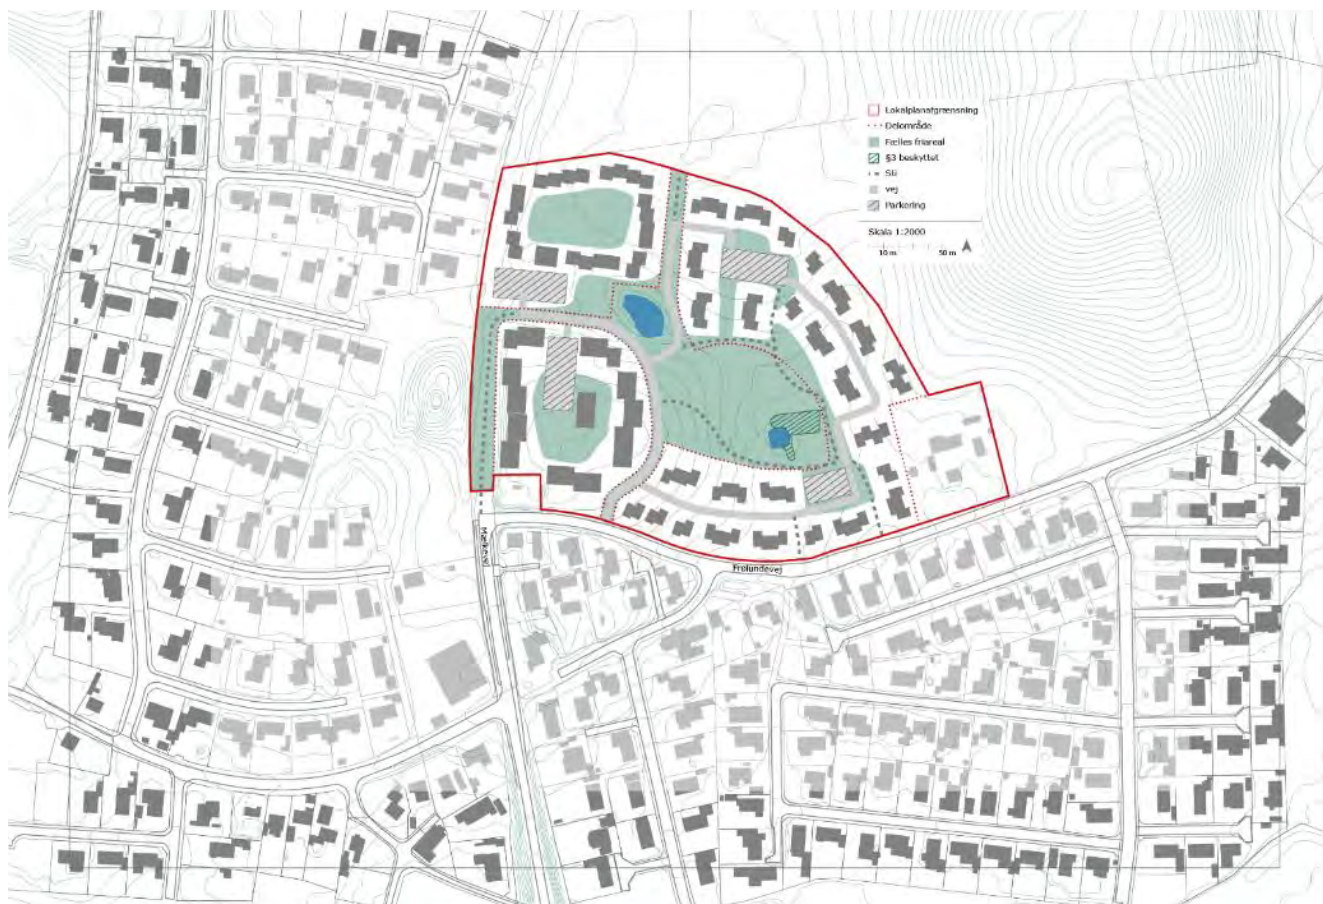 Lokalplanafgrænsning
Delområde
Fælles friareal
§3 beskyttet
Sti
vej
Parkering
Skala 1:2000
10 m 50 m
Frølundevej